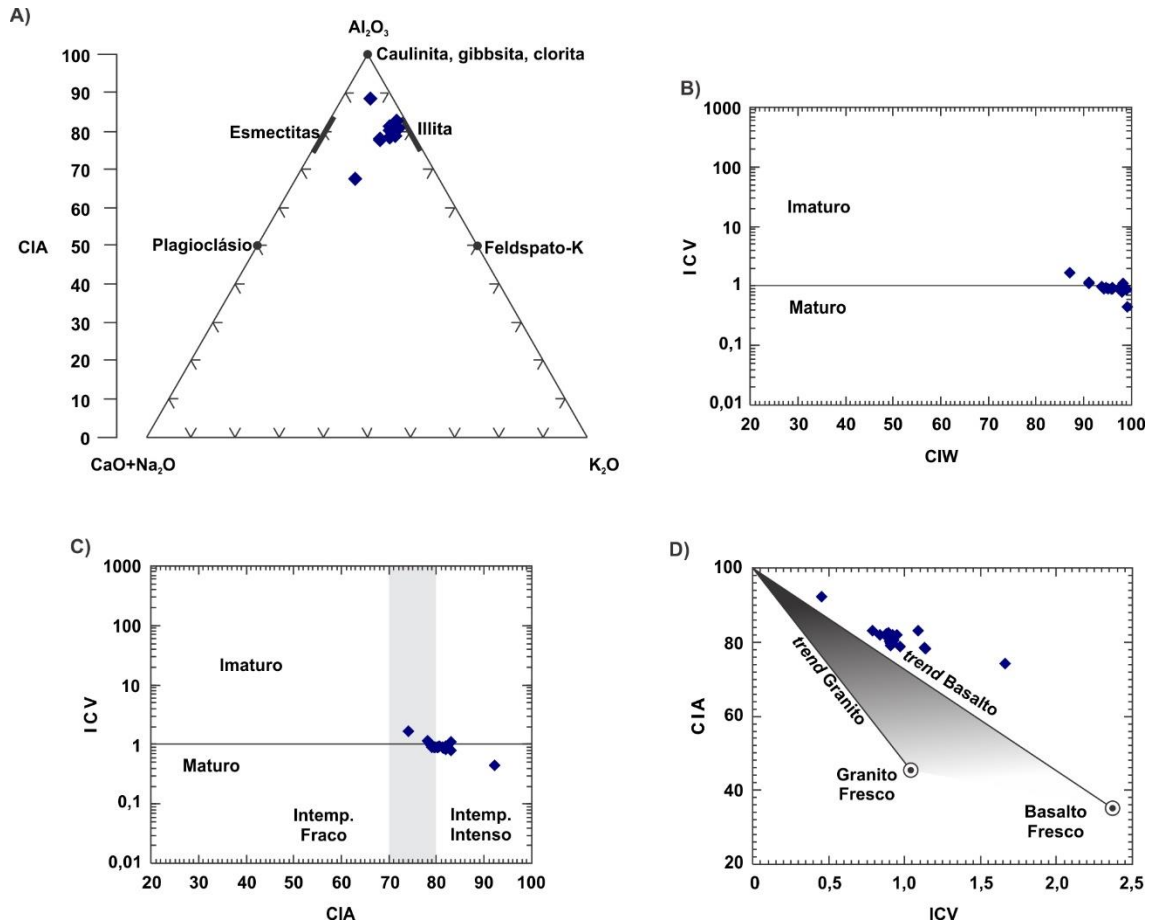 A)
Al₂O₃
Caulinita, gibbsita, clorita
100
90
80
70
60
50
40
30
20
10
0
CIA
Esmectitas
Illita
Plagioclásio
Feldspato-K
CaO+Na₂O
K₂O
B)
1000
100
10
1
0,1
0,01
ICV
Imaturo
Maturo
20 30 40 50 60 70 80 90 100
CIW
C)
1000
100
10
1
0,1
0,01
ICV
Imaturo
Maturo
Intemp. Fraco
Intemp. Intenso
20 30 40 50 60 70 80 90 100
CIA
D)
100
80
60
40
20
CIA
trend Granito
trend Basalto
Granito Fresco
Basalto Fresco
0 0,5 1,0 1,5 2,0 2,5
ICV